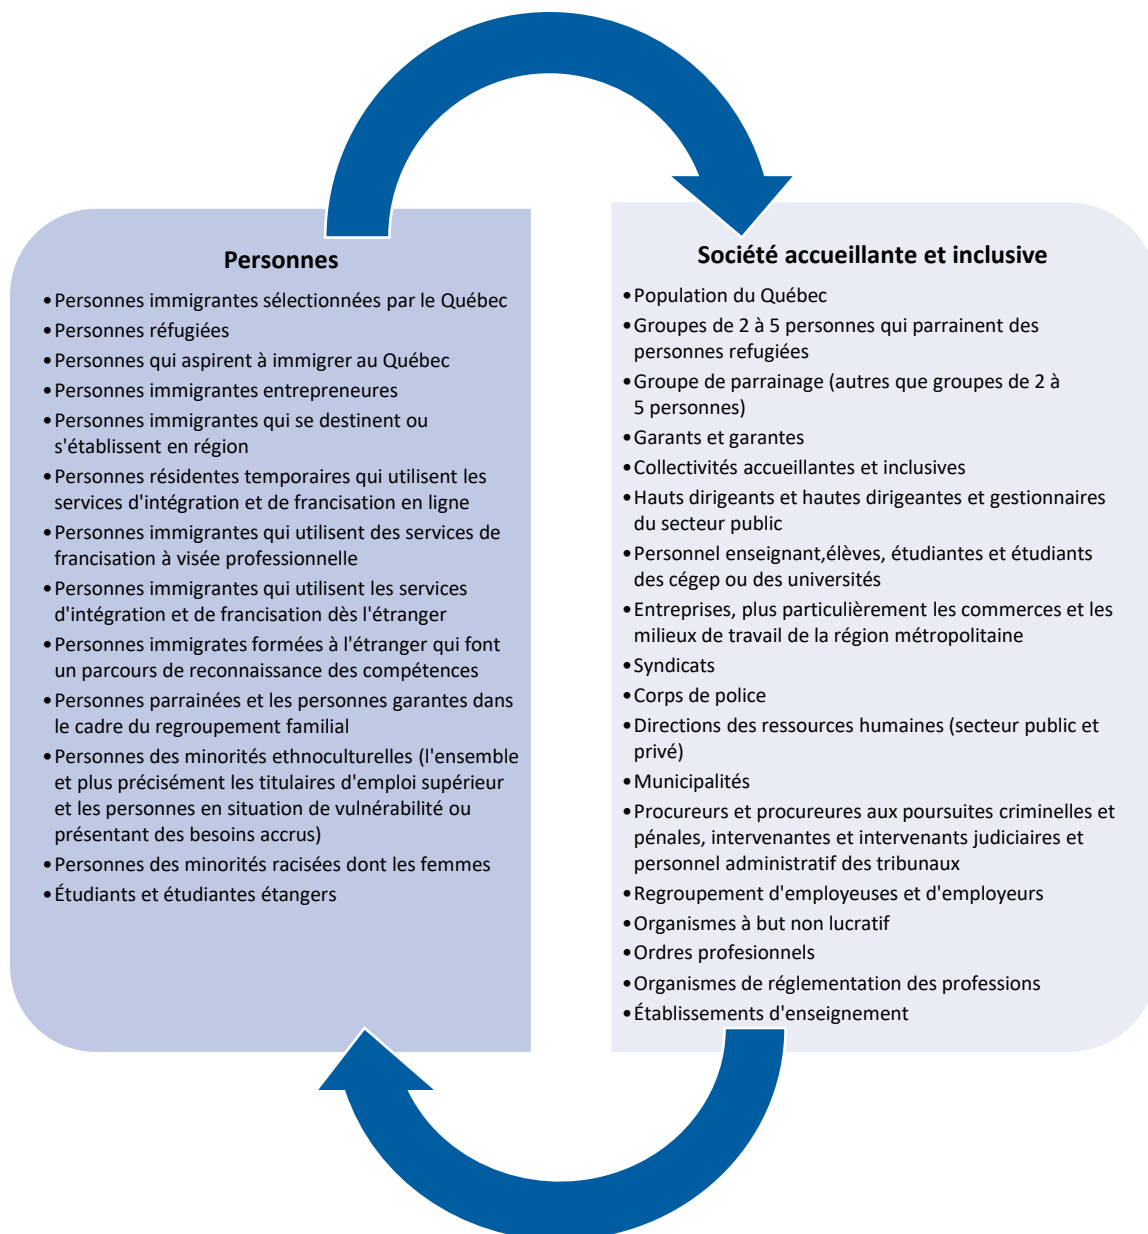 Personnes
•Personnes immigrantes sélectionnées par le Québec
•Personnes réfugiées
•Personnes qui aspirent à immigrer au Québec
•Personnes immigrantes entrepreneures
•Personnes immigrantes qui se destinent ou
s'établissent en région
•Personnes résidentes temporaires qui utilisent les
services d'intégration et de francisation en ligne
•Personnes immigrantes qui utilisent des services de
francisation à visée professionnelle
•Personnes immigrantes qui utilisent les services
d'intégration et de francisation dès l'étranger
•Personnes immigrates formées à l'étranger qui font
un parcours de reconnaissance des compétences
•Personnes parrainées et les personnes garantes dans
le cadre du regroupement familial
•Personnes des minorités ethnoculturelles (l'ensemble
et plus précisément les titulaires d'emploi supérieur
et les personnes en situation de vulnérabilité ou
présentant des besoins accrus)
•Personnes des minorités racisées dont les femmes
•Étudiants et étudiantes étangers
Société accueillante et inclusive
•Population du Québec
•Groupes de 2 à 5 personnes qui parrainent des
personnes refugiées
•Groupe de parrainage (autres que groupes de 2 à
5 personnes)
•Garants et garantes
•Collectivités accueillantes et inclusives
•Hauts dirigeants et hautes dirigeantes et gestionnaires
du secteur public
•Personnel enseignant,élèves, étudiantes et étudiants
des cégep ou des universités
•Entreprises, plus particulièrement les commerces et les
milieux de travail de la région métropolitaine
•Syndicats
•Corps de police
•Directions des ressources humaines (secteur public et
privé)
•Municipalités
•Procureurs et procureures aux poursuites criminelles et
pénales, intervenantes et intervenants judiciaires et
personnel administratif des tribunaux
•Regroupement d'employeuses et d'employeurs
•Organismes à but non lucratif
•Ordres profesionnels
•Organismes de réglementation des professions
•Établissements d'enseignement